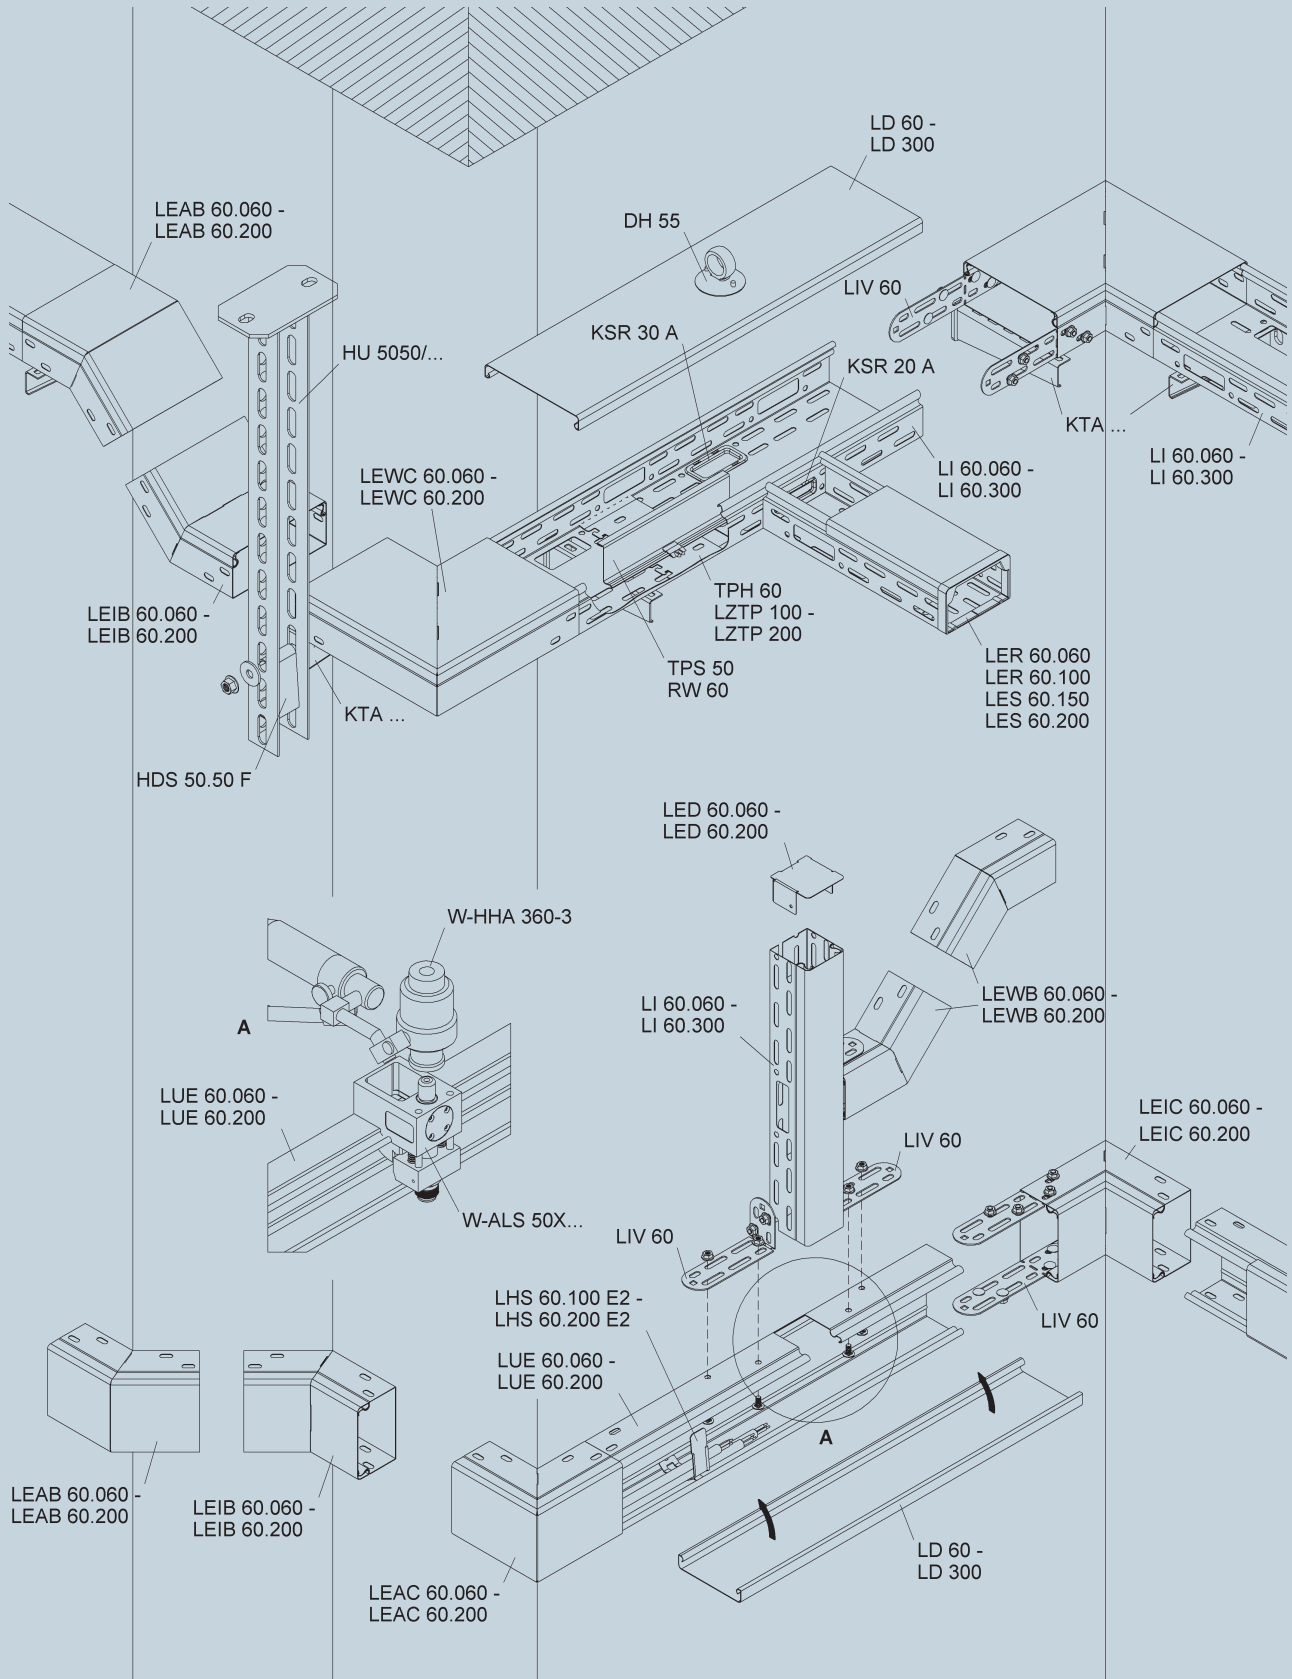 LD 60 -
LD 300
LEAB 60.060 -
LEAB 60.200
DH 55
LIV 60
KSR 30 A
HU 5050/...
KSR 20 A
KTA ...
LI 60.060 -
LI 60.300
LI 60.060 -
LI 60.300
LEWC 60.060 -
LEWC 60.200
LEIB 60.060 -
LEIB 60.200
TPH 60
LZTP 100 -
LZTP 200
TPS 50
RW 60
LER 60.060
LER 60.100
LES 60.150
LES 60.200
KTA ...
HDS 50.50 F
LED 60.060 -
LED 60.200
W-HHA 360-3
A
LI 60.060 -
LI 60.300
LEWB 60.060 -
LEWB 60.200
LUE 60.060 -
LUE 60.200
LEIC 60.060 -
LEIC 60.200
LIV 60
W-ALS 50X...
LIV 60
LHS 60.100 E2 -
LHS 60.200 E2
LIV 60
LUE 60.060 -
LUE 60.200
A
LEAB 60.060 -
LEAB 60.200
LEIB 60.060 -
LEIB 60.200
LD 60 -
LD 300
LEAC 60.060 -
LEAC 60.200